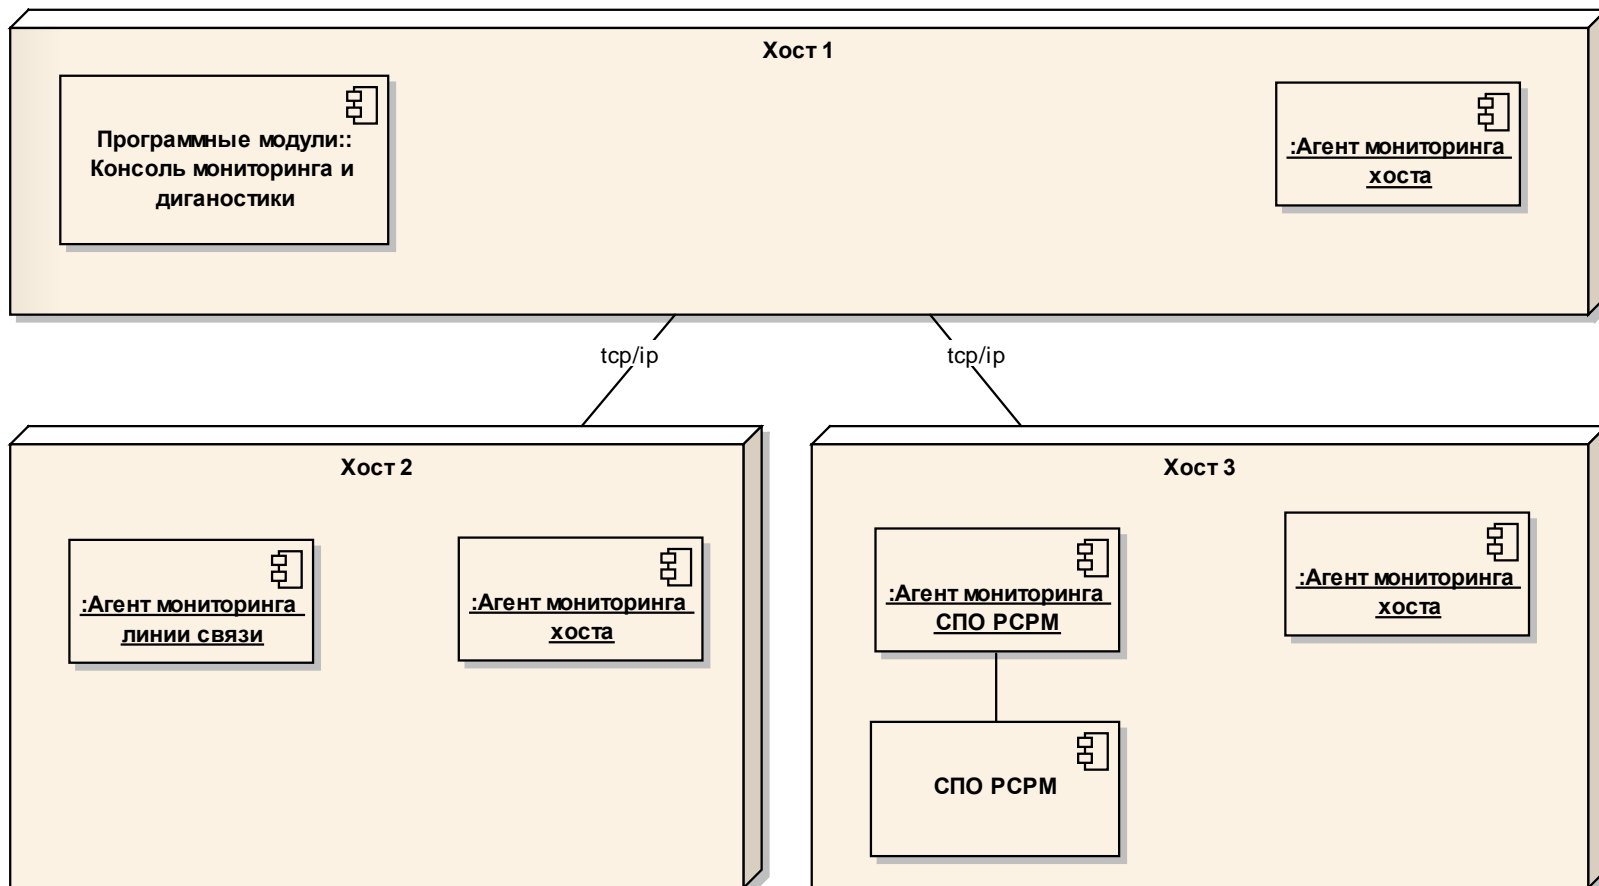 Хост 1
Программные модули::
Консоль мониторинга и
диганостики
:Агент мониторинга
хоста
tcp/ip
tcp/ip
Хост 2
:Агент мониторинга
линии связи
:Агент мониторинга
хоста
Хост 3
:Агент мониторинга
СПО РСРМ
:Агент мониторинга
хоста
СПО РСРМ